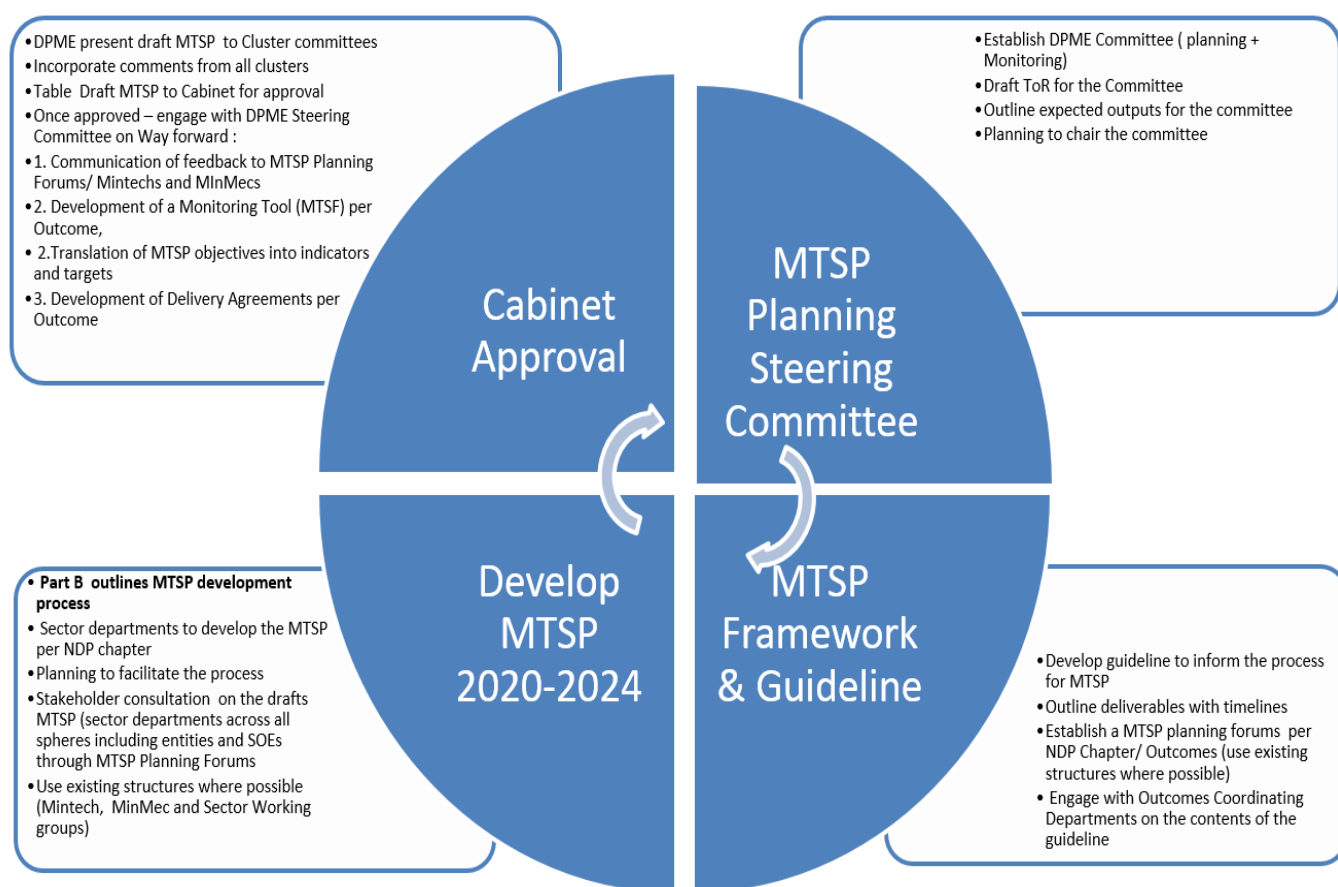 •DPME present draft MTSP to Cluster committees
•Incorporate comments from all clusters
•Table Draft MTSP to Cabinet for approval
•Once approved – engage with DPME Steering
Committee on Way forward :
•1. Communication of feedback to MTSP Planning
Forums/ Mintechs and MInMecs
•2. Development of a Monitoring Tool (MTSF) per
Outcome,
• 2.Translation of MTSP objectives into indicators
and targets
•3. Development of Delivery Agreements per
Outcome
•Establish DPME Committee ( planning +
Monitoring)
•Draft ToR for the Committee
•Outline expected outputs for the committee
•Planning to chair the committee
Cabinet
Approval
MTSP
Planning
Steering
Committee
Develop
MTSP
2020-2024
MTSP
Framework
& Guideline
• Part B outlines MTSP development
process
• Sector departments to develop the MTSP
per NDP chapter
•Planning to facilitate the process
•Stakeholder consultation on the drafts
MTSP (sector departments across all
spheres including entities and SOEs
through MTSP Planning Forums
•Use existing structures where possible
(Mintech, MinMec and Sector Working
groups)
•Develop guideline to inform the process
for MTSP
•Outline deliverables with timelines
•Establish a MTSP planning forums per
NDP Chapter/ Outcomes (use existing
structures where possible)
• Engage with Outcomes Coordinating
Departments on the contents of the
guideline